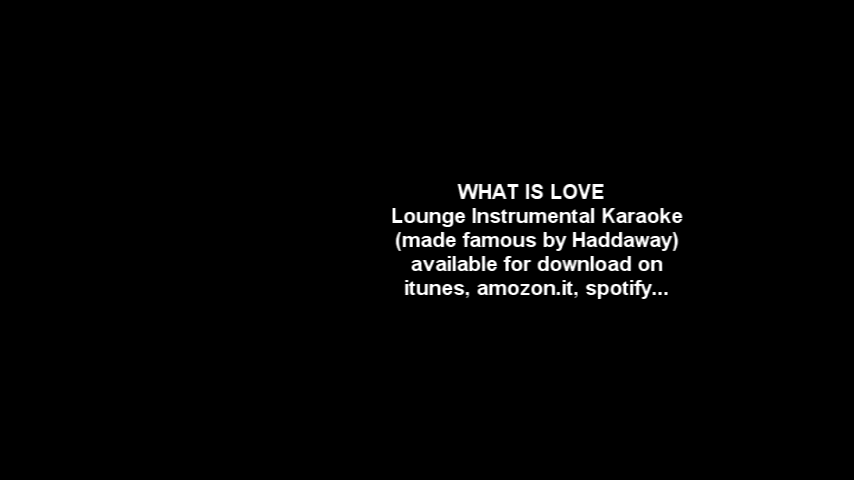 WHAT IS LOVE
Lounge Instrumental Karaoke
(made famous by Haddaway)
available for download on
itunes, amozon.it, spotify...